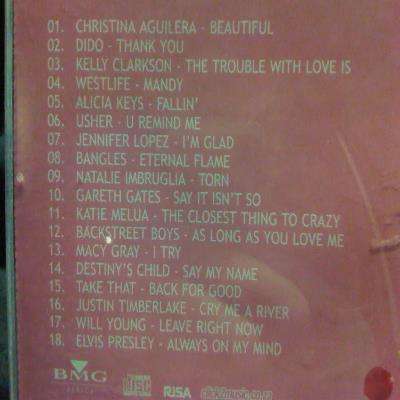 01. CHRISTINA AGUILERA - BEAUTIFUL
02. DIDO - THANK YOU
03. KELLY CLARKSON - THE TROUBLE WITH LOVE IS
04. WESTLIFE - MANDY
05. ALICIA KEYS - FALLIN'
06. USHER - U REMIND ME
07. JENNIFER LOPEZ - I'M GLAD
08. BANGLES - ETERNAL FLAME
09. NATALIE IMBRUGLIA - TORN
10. GARETH GATES - SAY IT ISN'T SO
11. KATIE MELUA - THE CLOSEST THING TO CRAZY
12. BACKSTREET BOYS - AS LONG AS YOU LOVE ME
13. MACY GRAY - I TRY
14. DESTINY'S CHILD - SAY MY NAME
15. TAKE THAT - BACK FOR GOOD
16. JUSTIN TIMBERLAKE - CRY ME A RIVER
17. WILL YOUNG - LEAVE RIGHT NOW
18. ELVIS PRESLEY - ALWAYS ON MY MIND
BMG disc RISA click2music.co.za